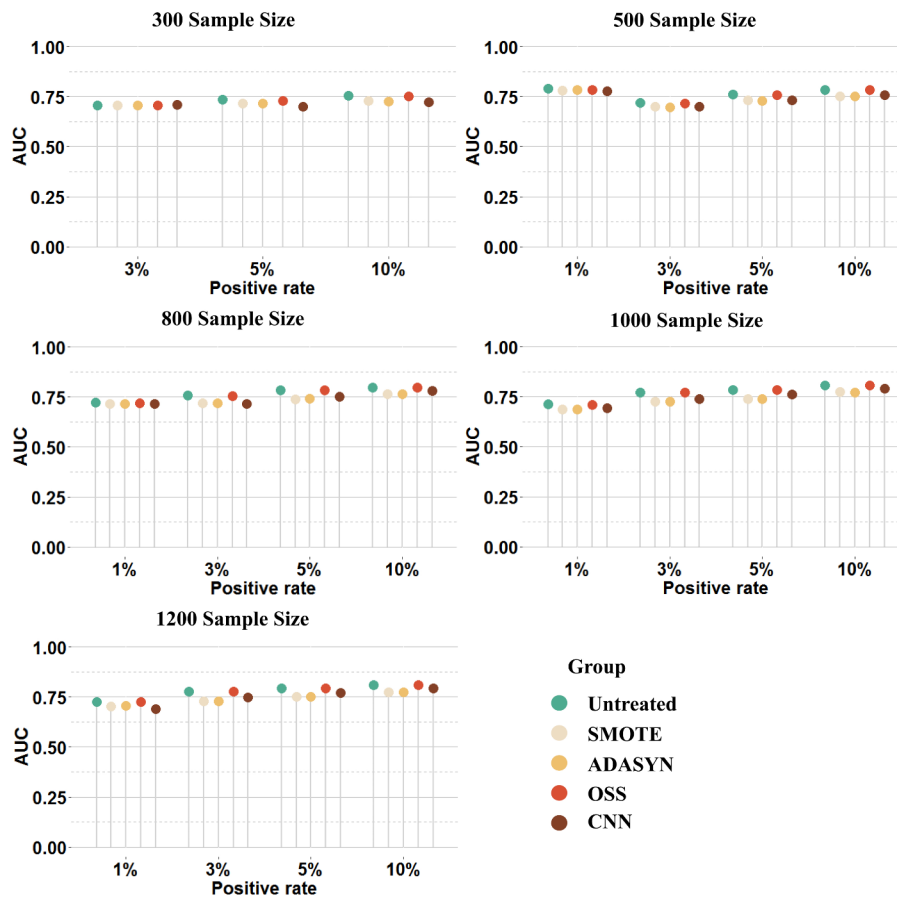 300 Sample Size
1.00
0.75
0.50
0.25
0.00
AUC
3% 5% 10%
Positive rate
500 Sample Size
1.00
0.75
0.50
0.25
0.00
AUC
1% 3% 5% 10%
Positive rate
800 Sample Size
1.00
0.75
0.50
0.25
0.00
AUC
1% 3% 5% 10%
Positive rate
1000 Sample Size
1.00
0.75
0.50
0.25
0.00
AUC
1% 3% 5% 10%
Positive rate
1200 Sample Size
1.00
0.75
0.50
0.25
0.00
AUC
1% 3% 5% 10%
Positive rate
Group
Untreated
SMOTE
ADASYN
OSS
CNN